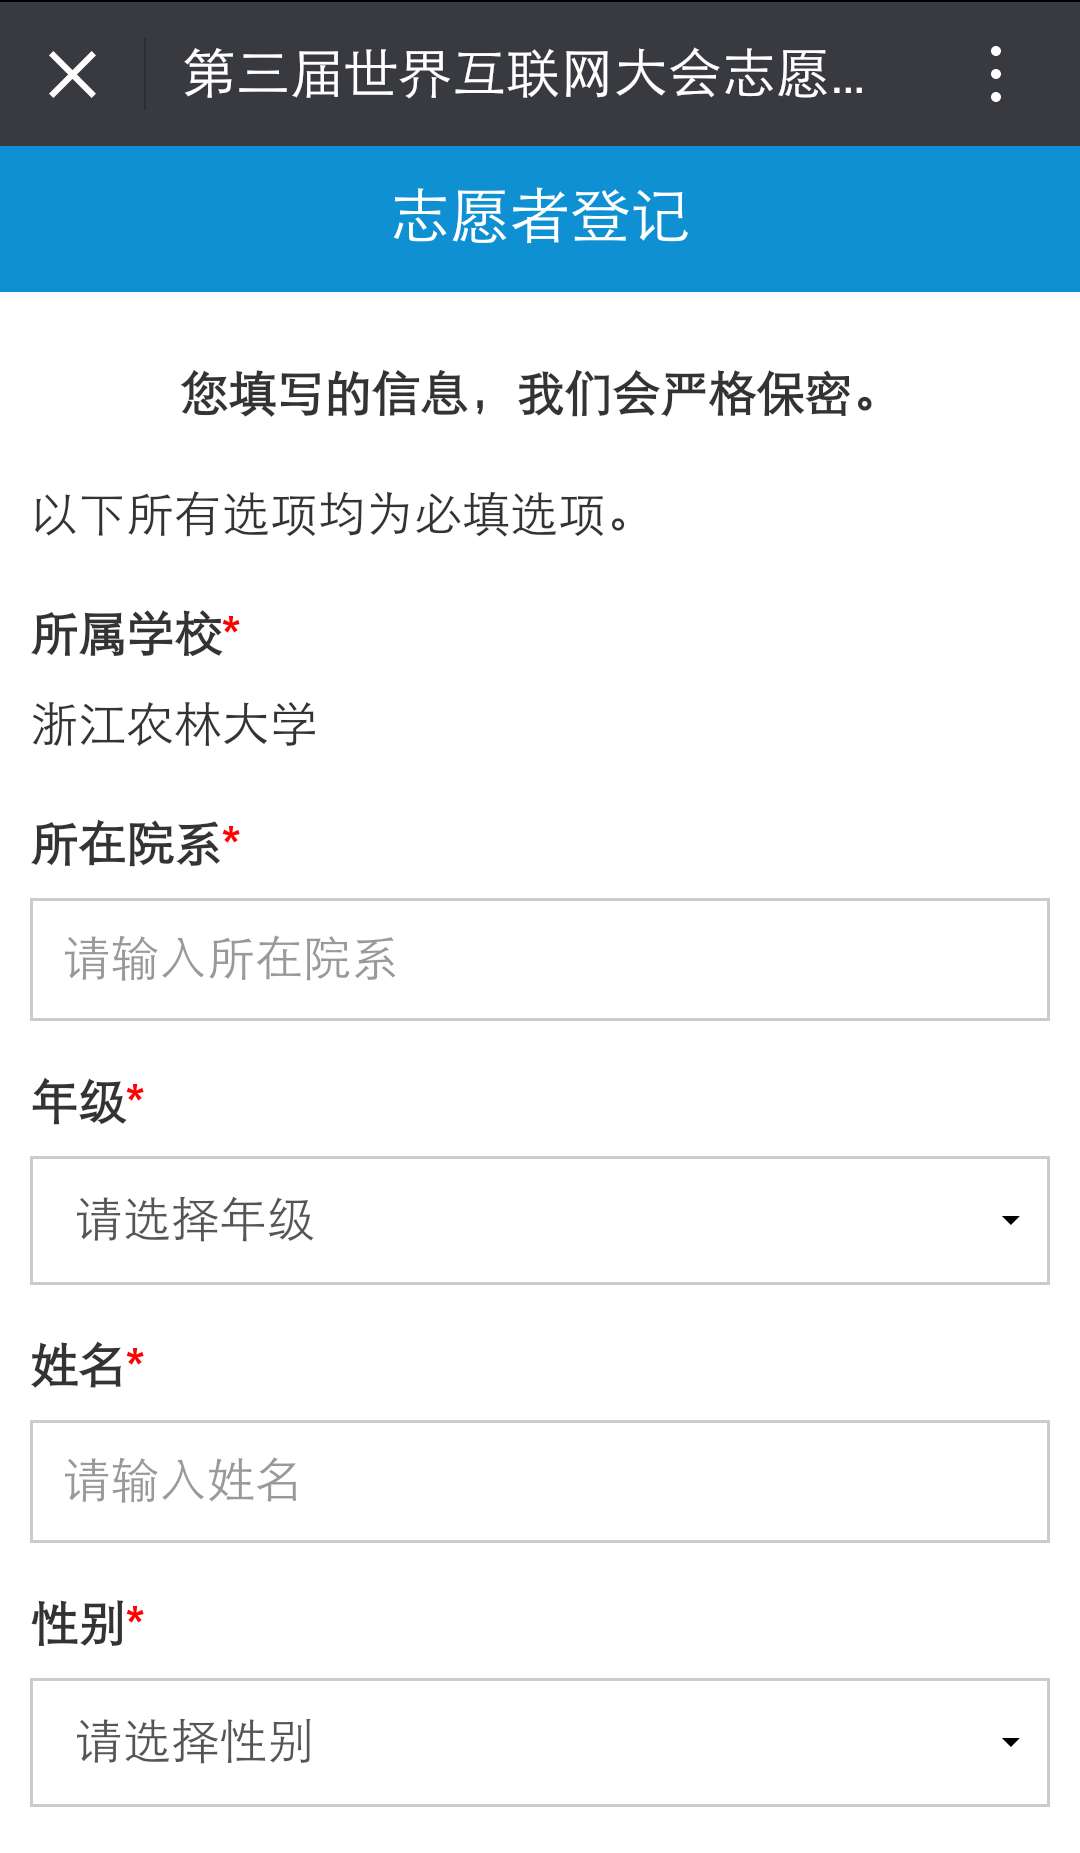 第三届世界互联网大会志愿...
志愿者登记
您填写的信息，我们会严格保密。
以下所有选项均为必填选项。
所属学校*
浙江农林大学
所在院系*
请输入所在院系
年级*
请选择年级
姓名*
请输入姓名
性别*
请选择性别